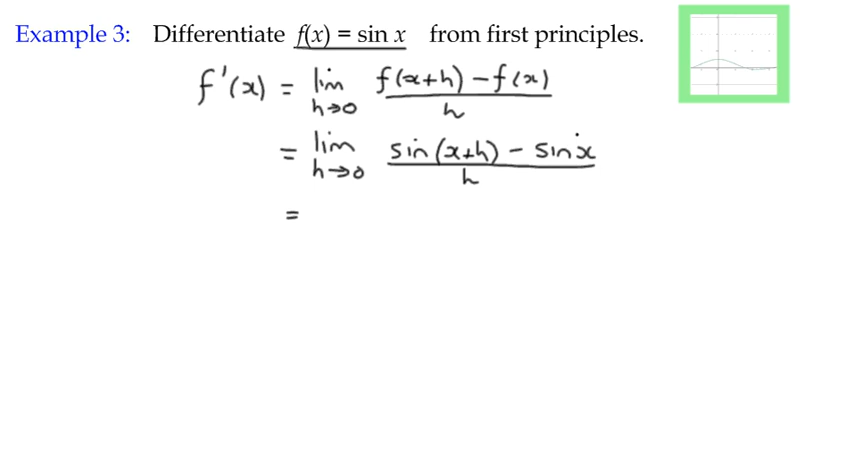 Example 3: Differentiate f(x) = sin x from first principles.
f'(x) = lim h→0 f(x+h) - f(x) / h
= lim h→0 sin(x+h) - sin x / h
=